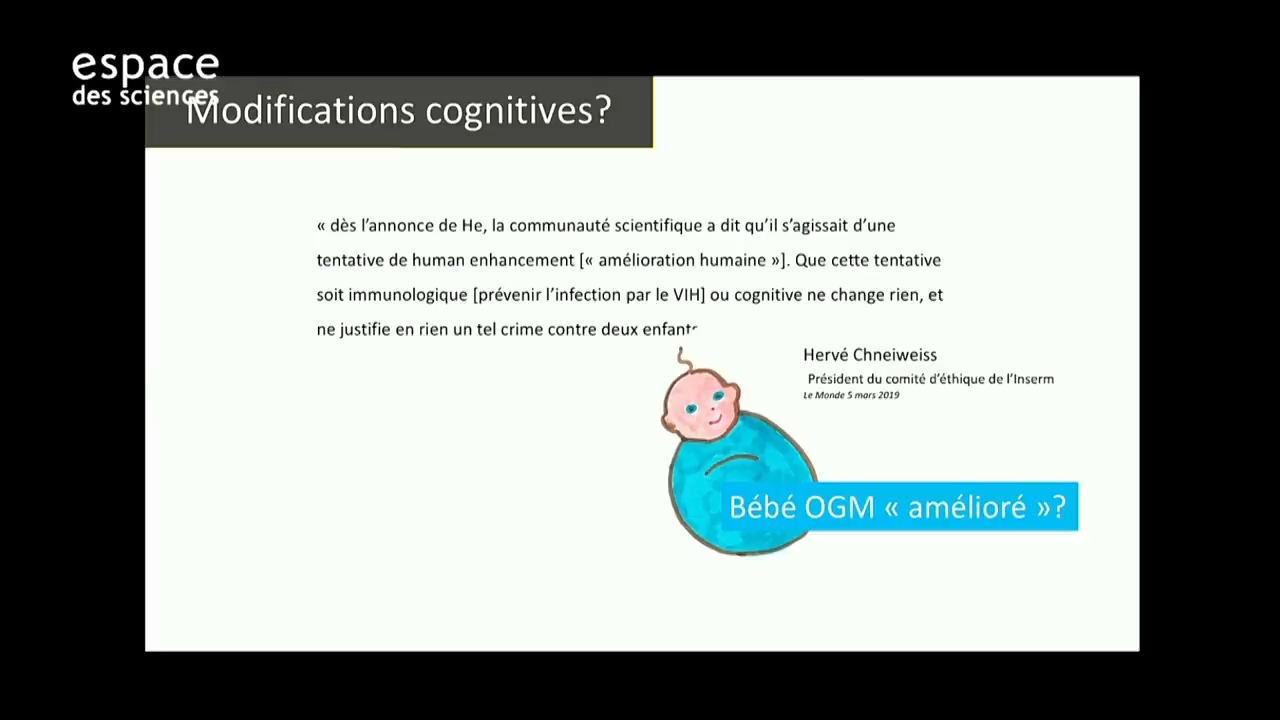 espace
des sciences
Modifications cognitives?
« dès l’annonce de He, la communauté scientifique a dit qu’il s’agissait d’une
tentative de human enhancement [« amélioration humaine »]. Que cette tentative
soit immunologique [prévenir l’infection par le VIH] ou cognitive ne change rien, et
ne justifie en rien un tel crime contre deux enfants
Hervé Chneiweiss
Président du comité d’éthique de l’Inserm
Le Monde 5 mars 2019
Bébé OGM « amélioré »?